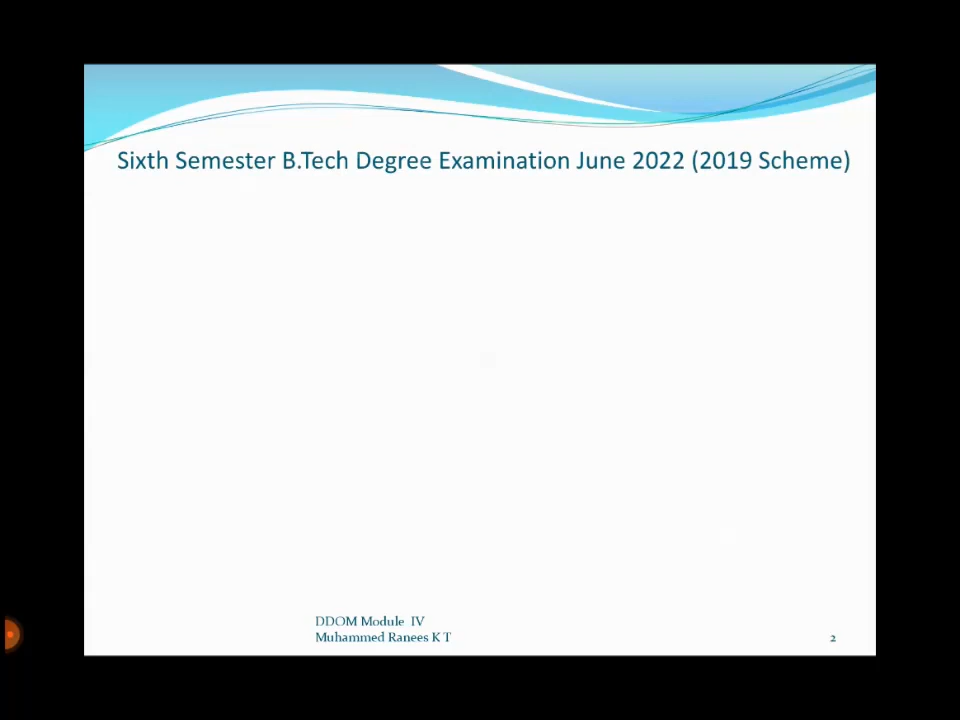 Sixth Semester B.Tech Degree Examination June 2022 (2019 Scheme)
DDOM Module IV
Muhammed Ranees K T
2